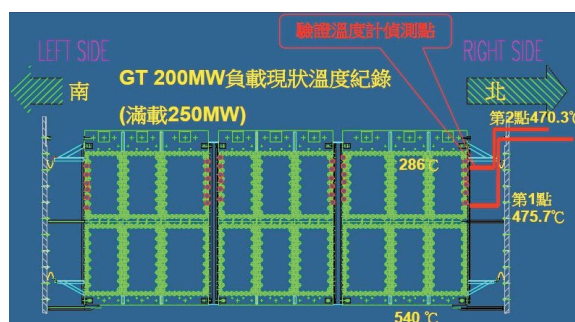 驗證溫度計偵測點
LEFT SIDE
RIGHT SIDE
GT 200MW負載現狀溫度紀錄
南
北
(滿載250MW)
第2點470.3℃
286℃
第1點
475.7℃
540 ℃